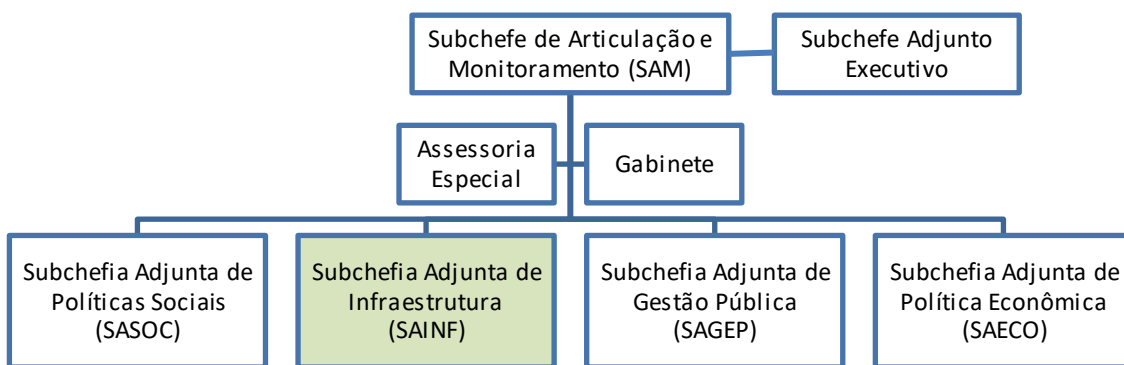 Subchefe de Articulação e
Monitoramento (SAM)
Subchefe Adjunto
Executivo
Assessoria
Especial
Gabinete
Subchefia Adjunta de
Políticas Sociais
(SASOC)
Subchefia Adjunta de
Infraestrutura
(SAINF)
Subchefia Adjunta de
Gestão Pública
(SAGEP)
Subchefia Adjunta de
Política Econômica
(SAECO)